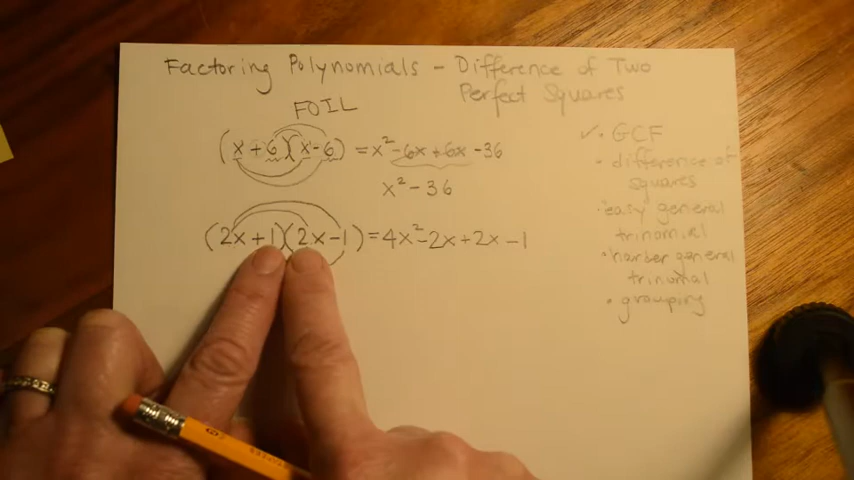 Factoring Polynomials - Difference of Two
Perfect Squares
FOIL
(x+6)(x-6) = x²-6x+6x-36
x²-36
(2x+1)(2x-1) = 4x²-2x+2x-1
✓• GCF
• difference of
squares
• "easy" general
trinomial
• harder general
trinomial
• grouping